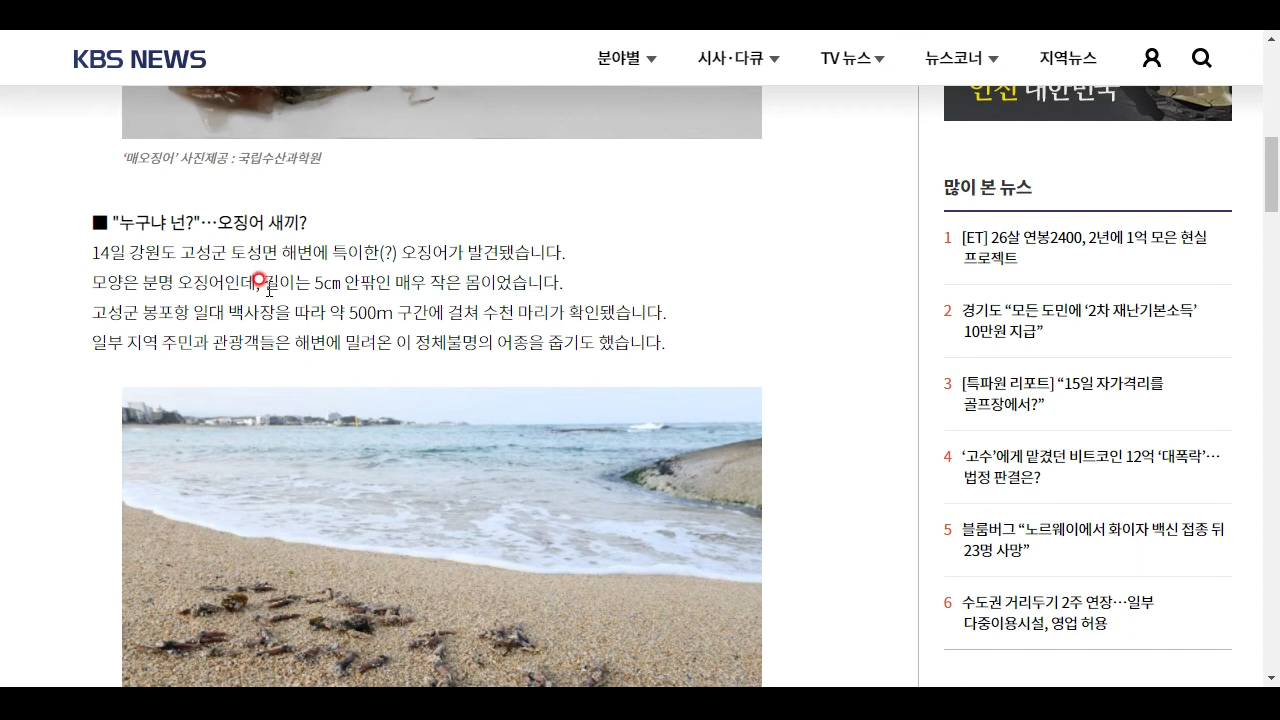 KBS NEWS
분야별
시사·다큐
TV 뉴스
뉴스코너
지역뉴스
안전 대한민국
‘매오징어’ 사진제공 : 국립수산과학원
■ "누구냐 넌?"…오징어 새끼?
14일 강원도 고성군 토성면 해변에 특이한(?) 오징어가 발견됐습니다.
모양은 분명 오징어인데, 길이는 5㎝ 안팎인 매우 작은 몸이었습니다.
고성군 봉포항 일대 백사장을 따라 약 500m 구간에 걸쳐 수천 마리가 확인됐습니다.
일부 지역 주민과 관광객들은 해변에 밀려온 이 정체불명의 어종을 줍기도 했습니다.
많이 본 뉴스
1 [ET] 26살 연봉2400, 2년에 1억 모은 현실
프로젝트
2 경기도 “모든 도민에 ‘2차 재난기본소득’
10만원 지급”
3 [특파원 리포트] “15일 자가격리를
골프장에서?”
4 ‘고수’에게 맡겼던 비트코인 12억 ‘대폭락’…
법정 판결은?
5 블룸버그 “노르웨이에서 화이자 백신 접종 뒤
23명 사망”
6 수도권 거리두기 2주 연장…일부
다중이용시설, 영업 허용